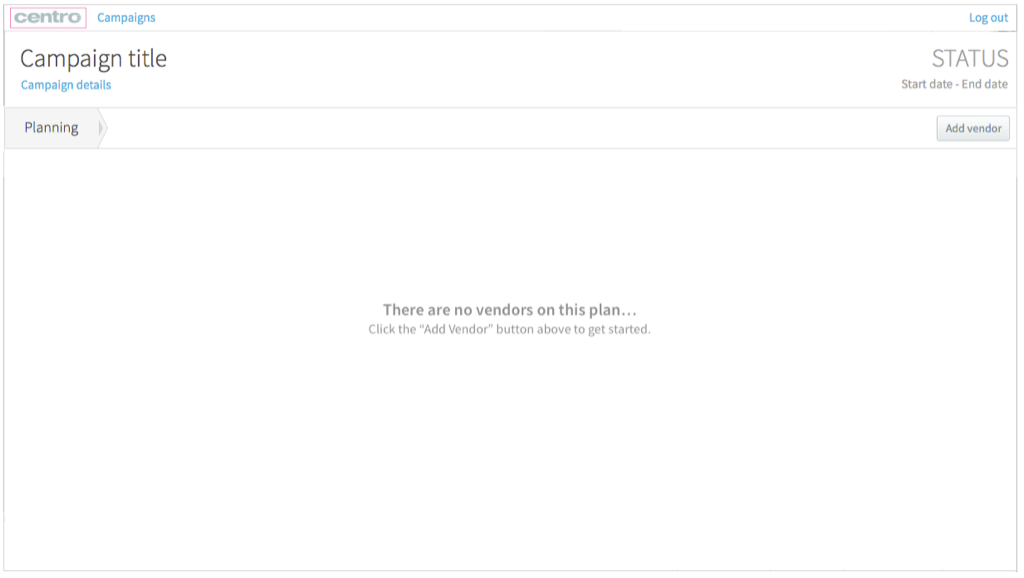 centro Campaigns Log out
Campaign title STATUS
Campaign details Start date - End date
Planning Add vendor
There are no vendors on this plan...
Click the “Add Vendor” button above to get started.